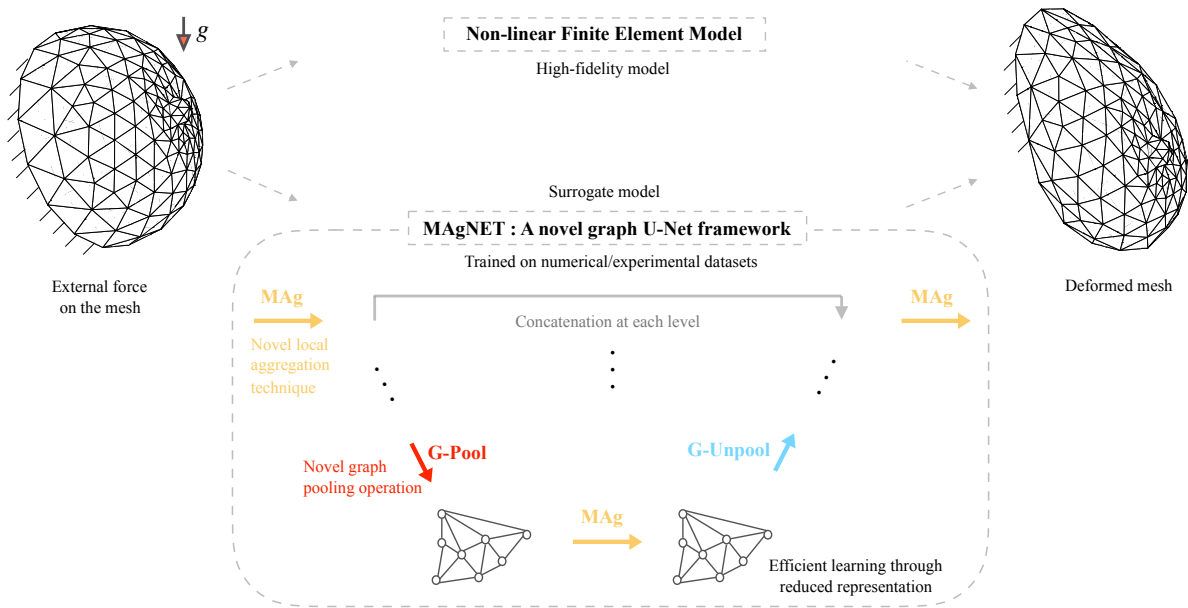 g
Non-linear Finite Element Model
High-fidelity model
Surrogate model
MAgNET : A novel graph U-Net framework
Trained on numerical/experimental datasets
External force
on the mesh
Deformed mesh
MAg
Novel local
aggregation
technique
Concatenation at each level
MAg
G-Pool
Novel graph
pooling operation
G-Unpool
MAg
Efficient learning through
reduced representation